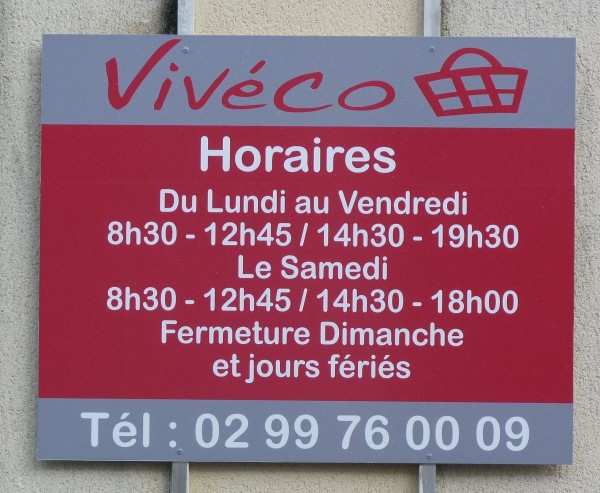 Vivéco
Horaires
Du Lundi au Vendredi
8h30 - 12h45 / 14h30 - 19h30
Le Samedi
8h30 - 12h45 / 14h30 - 18h00
Fermeture Dimanche
et jours fériés
Tél : 02 99 76 00 09